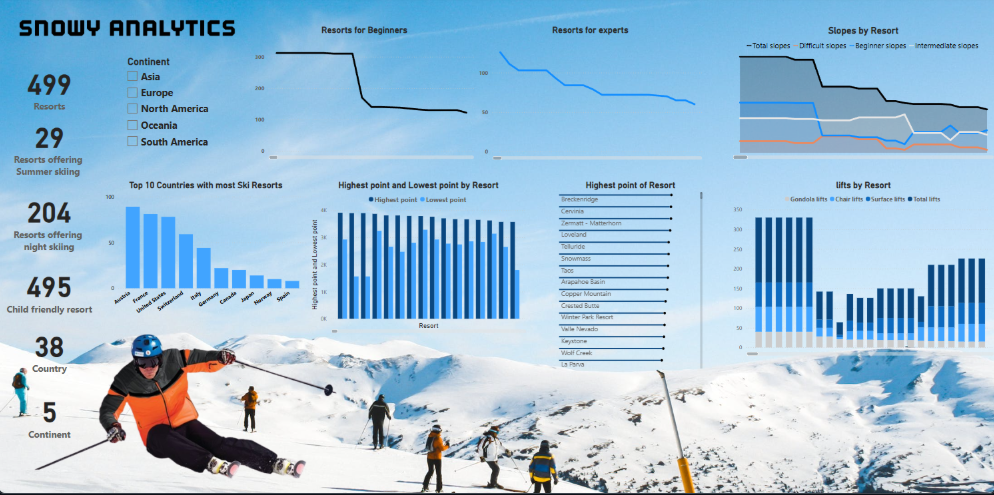 SNOWY ANALYTICS
499
Resorts
29
Resorts offering
Summer skiing
204
Resorts offering
night skiing
495
Child friendly resort
38
Country
5
Continent
Continent
Asia
Europe
North America
Oceania
South America
Resorts for Beginners
300
200
100
0
Resorts for experts
100
50
0
Slopes by Resort
Total slopes Difficult slopes Beginner slopes Intermediate slopes
Top 10 Countries with most Ski Resorts
100
50
0
Austria
France
United States
Switzerland
Italy
Germany
Canada
Japan
Norway
Spain
Highest point and Lowest point by Resort
Highest point Lowest point
Highest point and Lowest point
4K
3K
2K
1K
0K
Resort
Highest point of Resort
Breckenridge
Cervinia
Zermatt - Matterhorn
Loveland
Telluride
Snowmass
Taos
Arapahoe Basin
Copper Mountain
Crested Butte
Winter Park Resort
Valle Nevado
Keystone
Wolf Creek
La Parva
lifts by Resort
Gondola lifts Chair lifts Surface lifts Total lifts
350
300
250
200
150
100
50
0